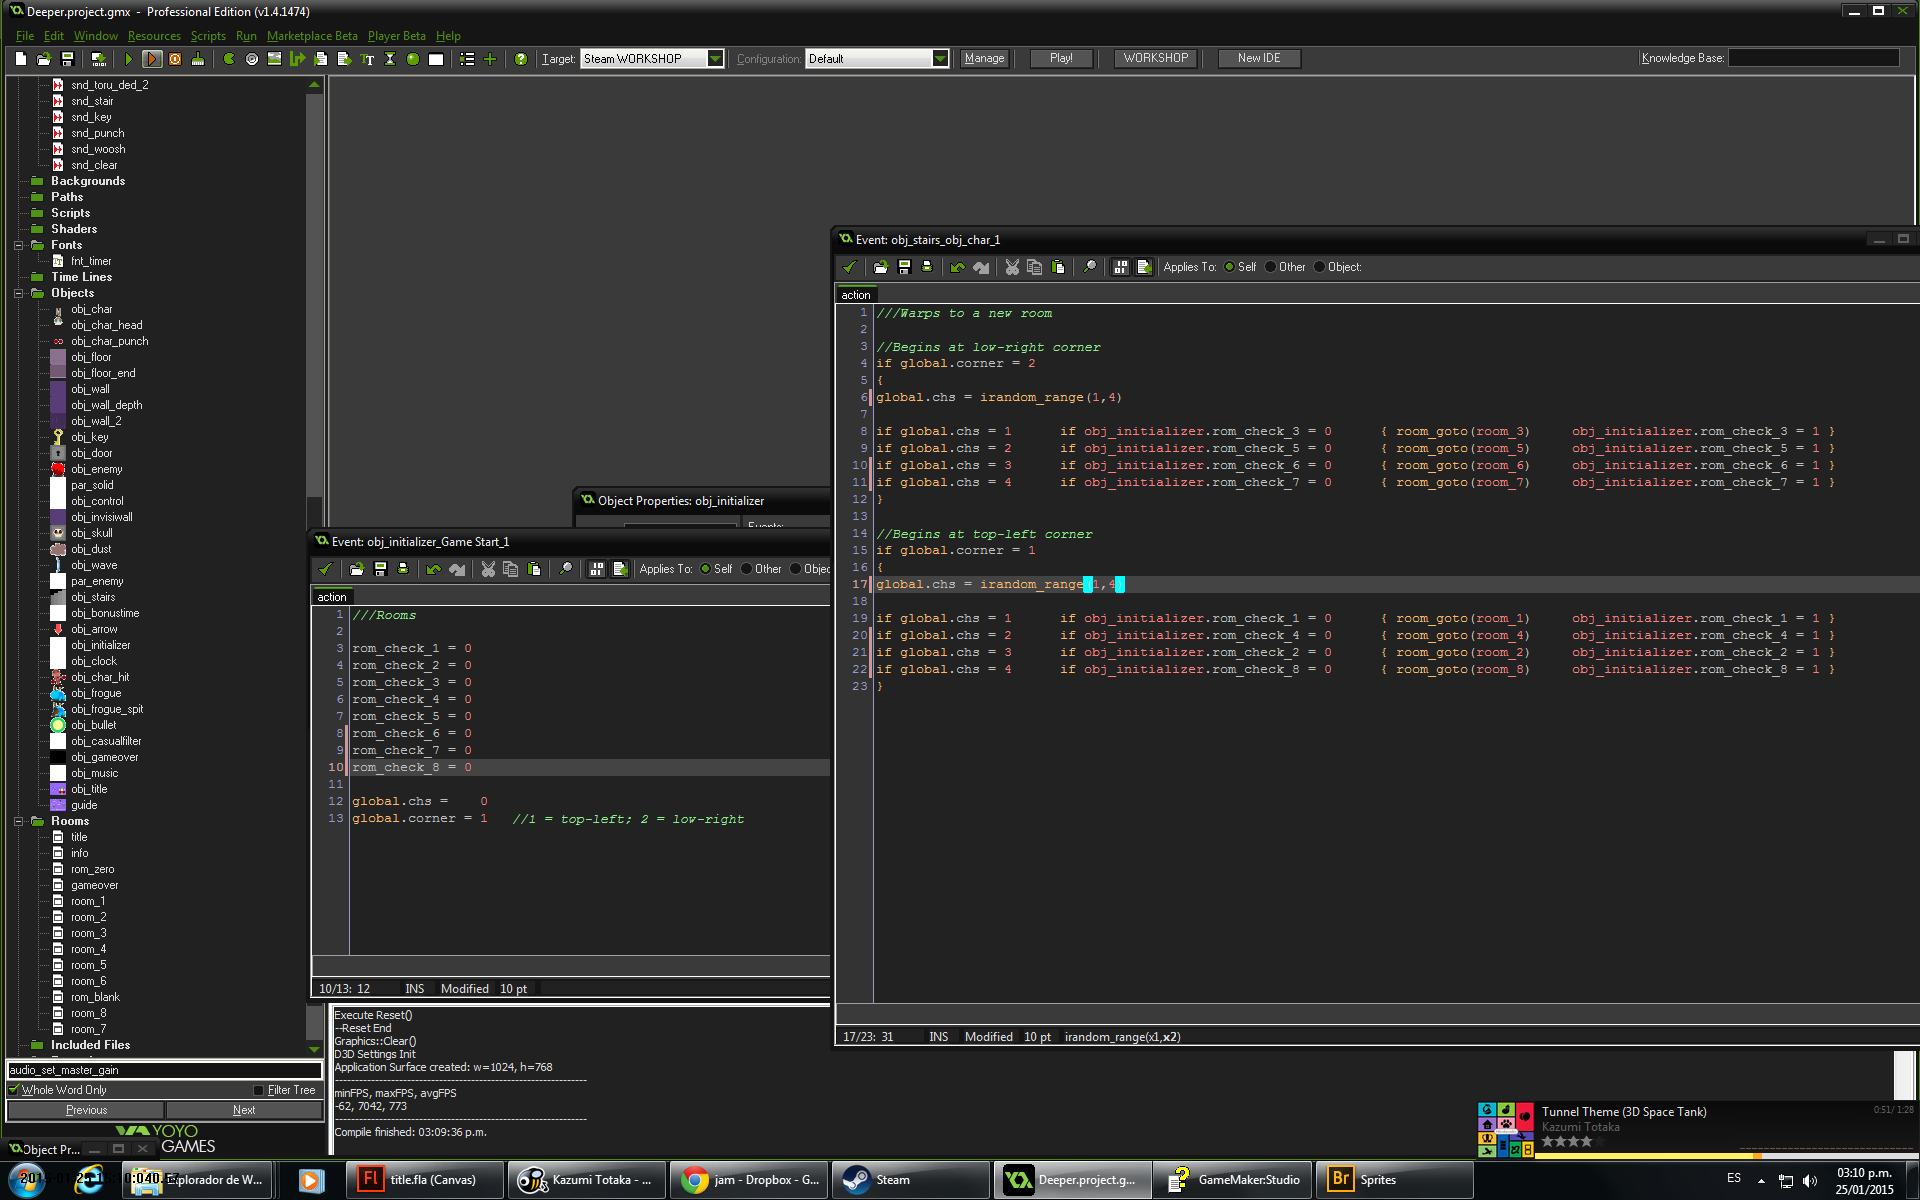 Deeper.project.gmx - Professional Edition (v1.4.1474)
File Edit Window Resources Scripts Run Marketplace Beta Player Beta Help
Target: Steam WORKSHOP Configuration: Default Manage Play! WORKSHOP New IDE Knowledge Base:
snd_toru_ded_2
snd_stair
snd_key
snd_punch
snd_woosh
snd_clear
Backgrounds
Paths
Scripts
Shaders
Fonts
fnt_timer
Time Lines
Objects
obj_char
obj_char_head
obj_char_punch
obj_floor
obj_floor_end
obj_wall
obj_wall_depth
obj_wall_2
obj_key
obj_door
obj_enemy
par_solid
obj_control
obj_invisiwall
obj_skull
obj_dust
obj_wave
par_enemy
obj_stairs
obj_bonustime
obj_arrow
obj_initializer
obj_clock
obj_char_hit
obj_frogue
obj_frogue_spit
obj_bullet
obj_casualfilter
obj_gameover
obj_music
obj_title
guide
Rooms
title
info
rom_zero
gameover
room_1
room_2
room_3
room_4
room_5
room_6
rom_blank
room_8
room_7
Included Files
audio_set_master_gain
Whole Word Only Filter Tree
Previous Next
YOYO GAMES
Object Pr...
Object Properties: obj_initializer
Event: obj_initializer_Game Start_1
Applies To: Self Other Objec
action
1 ///Rooms
2
3 rom_check_1 = 0
4 rom_check_2 = 0
5 rom_check_3 = 0
6 rom_check_4 = 0
7 rom_check_5 = 0
8 rom_check_6 = 0
9 rom_check_7 = 0
10 rom_check_8 = 0
11
12 global.chs = 0
13 global.corner = 1 //1 = top-left; 2 = low-right
10/13: 12 INS Modified 10 pt
Execute Reset()
--Reset End
Graphics::Clear()
D3D Settings Init
Application Surface created: w=1024, h=768
minFPS, maxFPS, avgFPS
-62, 7042, 773
Compile finished: 03:09:36 p.m.
Event: obj_stairs_obj_char_1
Applies To: Self Other Object:
action
1 ///Warps to a new room
2
3 //Begins at low-right corner
4 if global.corner = 2
5 {
6 global.chs = irandom_range(1,4)
7
8 if global.chs = 1 if obj_initializer.rom_check_3 = 0 { room_goto(room_3) obj_initializer.rom_check_3 = 1 }
9 if global.chs = 2 if obj_initializer.rom_check_5 = 0 { room_goto(room_5) obj_initializer.rom_check_5 = 1 }
10 if global.chs = 3 if obj_initializer.rom_check_6 = 0 { room_goto(room_6) obj_initializer.rom_check_6 = 1 }
11 if global.chs = 4 if obj_initializer.rom_check_7 = 0 { room_goto(room_7) obj_initializer.rom_check_7 = 1 }
12 }
13
14 //Begins at top-left corner
15 if global.corner = 1
16 {
17 global.chs = irandom_range(1,4)
18
19 if global.chs = 1 if obj_initializer.rom_check_1 = 0 { room_goto(room_1) obj_initializer.rom_check_1 = 1 }
20 if global.chs = 2 if obj_initializer.rom_check_4 = 0 { room_goto(room_4) obj_initializer.rom_check_4 = 1 }
21 if global.chs = 3 if obj_initializer.rom_check_2 = 0 { room_goto(room_2) obj_initializer.rom_check_2 = 1 }
22 if global.chs = 4 if obj_initializer.rom_check_8 = 0 { room_goto(room_8) obj_initializer.rom_check_8 = 1 }
23 }
17/23: 31 INS Modified 10 pt irandom_range(x1,x2)
Tunnel Theme (3D Space Tank) 0:51/ 1:28
Kazumi Totaka
Explorador de W... title.fla (Canvas) Kazumi Totaka - ... jam - Dropbox - G... Steam Deeper.project.g... GameMaker:Studio Sprites
ES 03:10 p.m.
25/01/2015